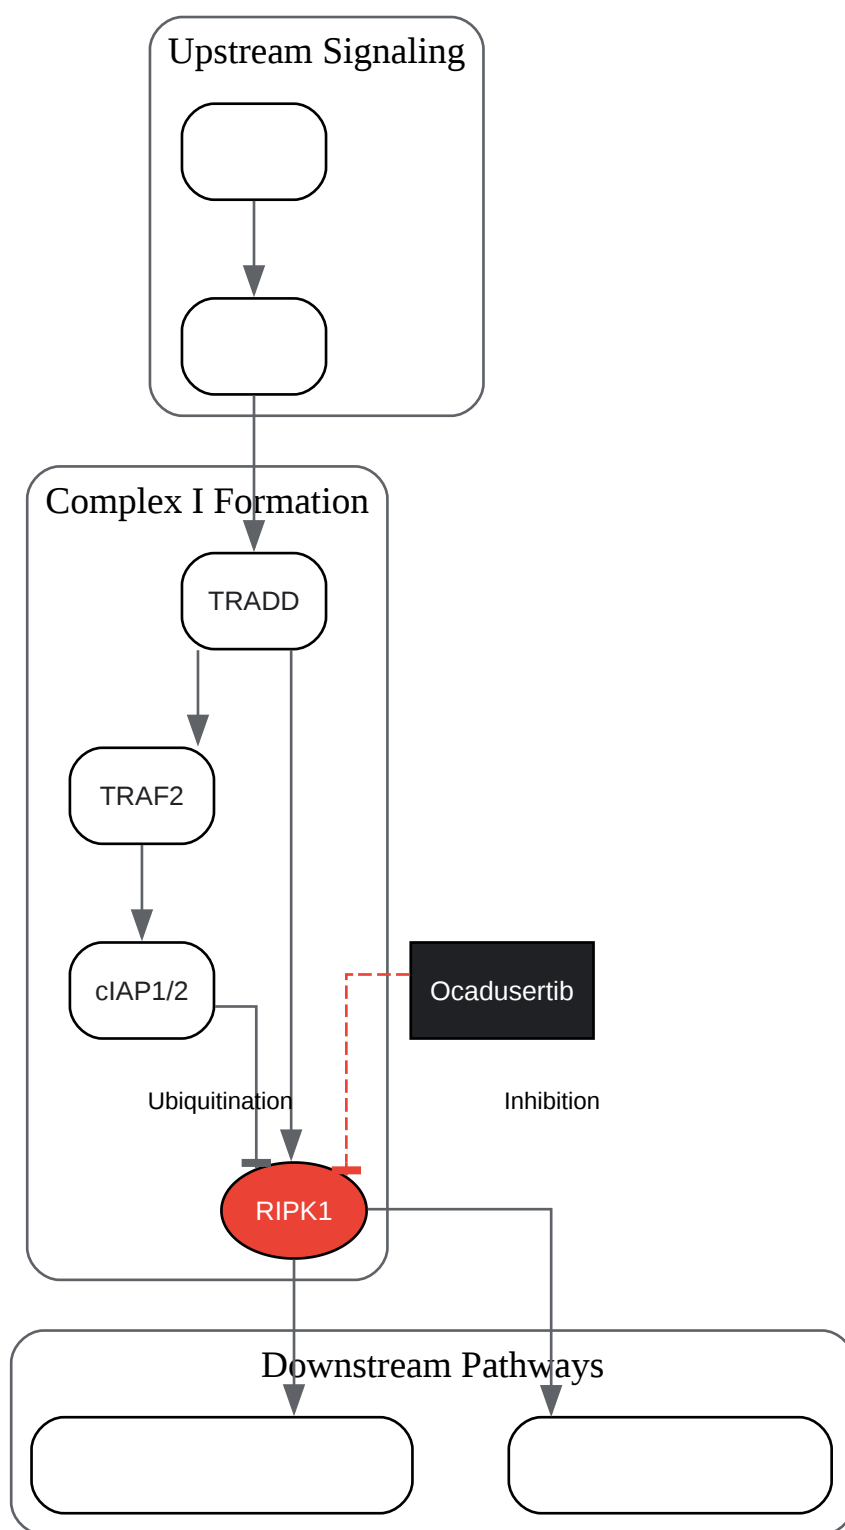 Upstream Signaling
Complex I Formation
TRADD
TRAF2
cIAP1/2
Ocadusertib
Ubiquitination
Inhibition
RIPK1
Downstream Pathways